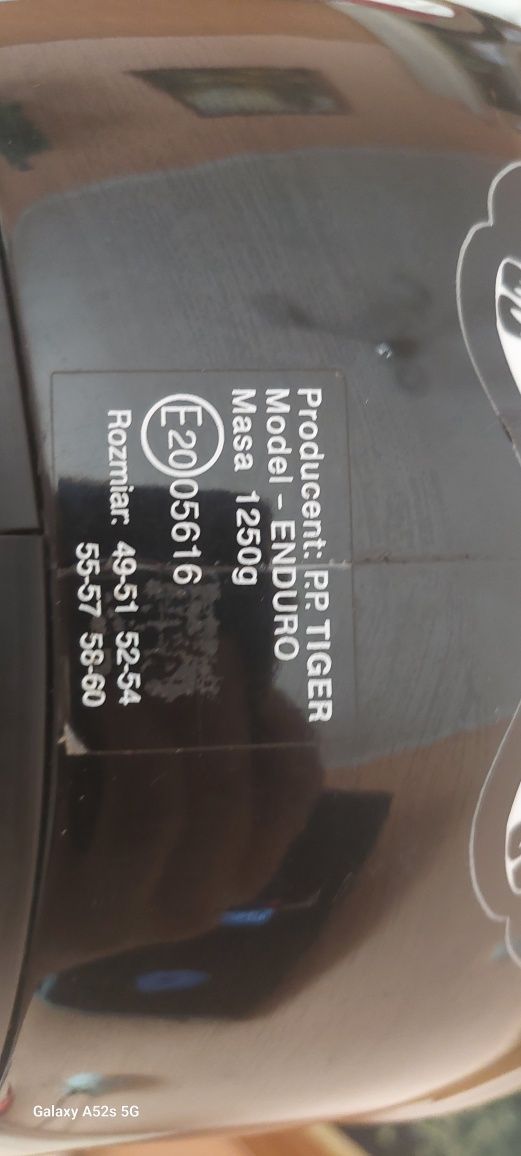 Producent: P.P. TIGER
Model - ENDURO
Masa 1250g
E20 05616
Rozmiar: 49-51 52-54
55-57 58-60
Galaxy A52s 5G